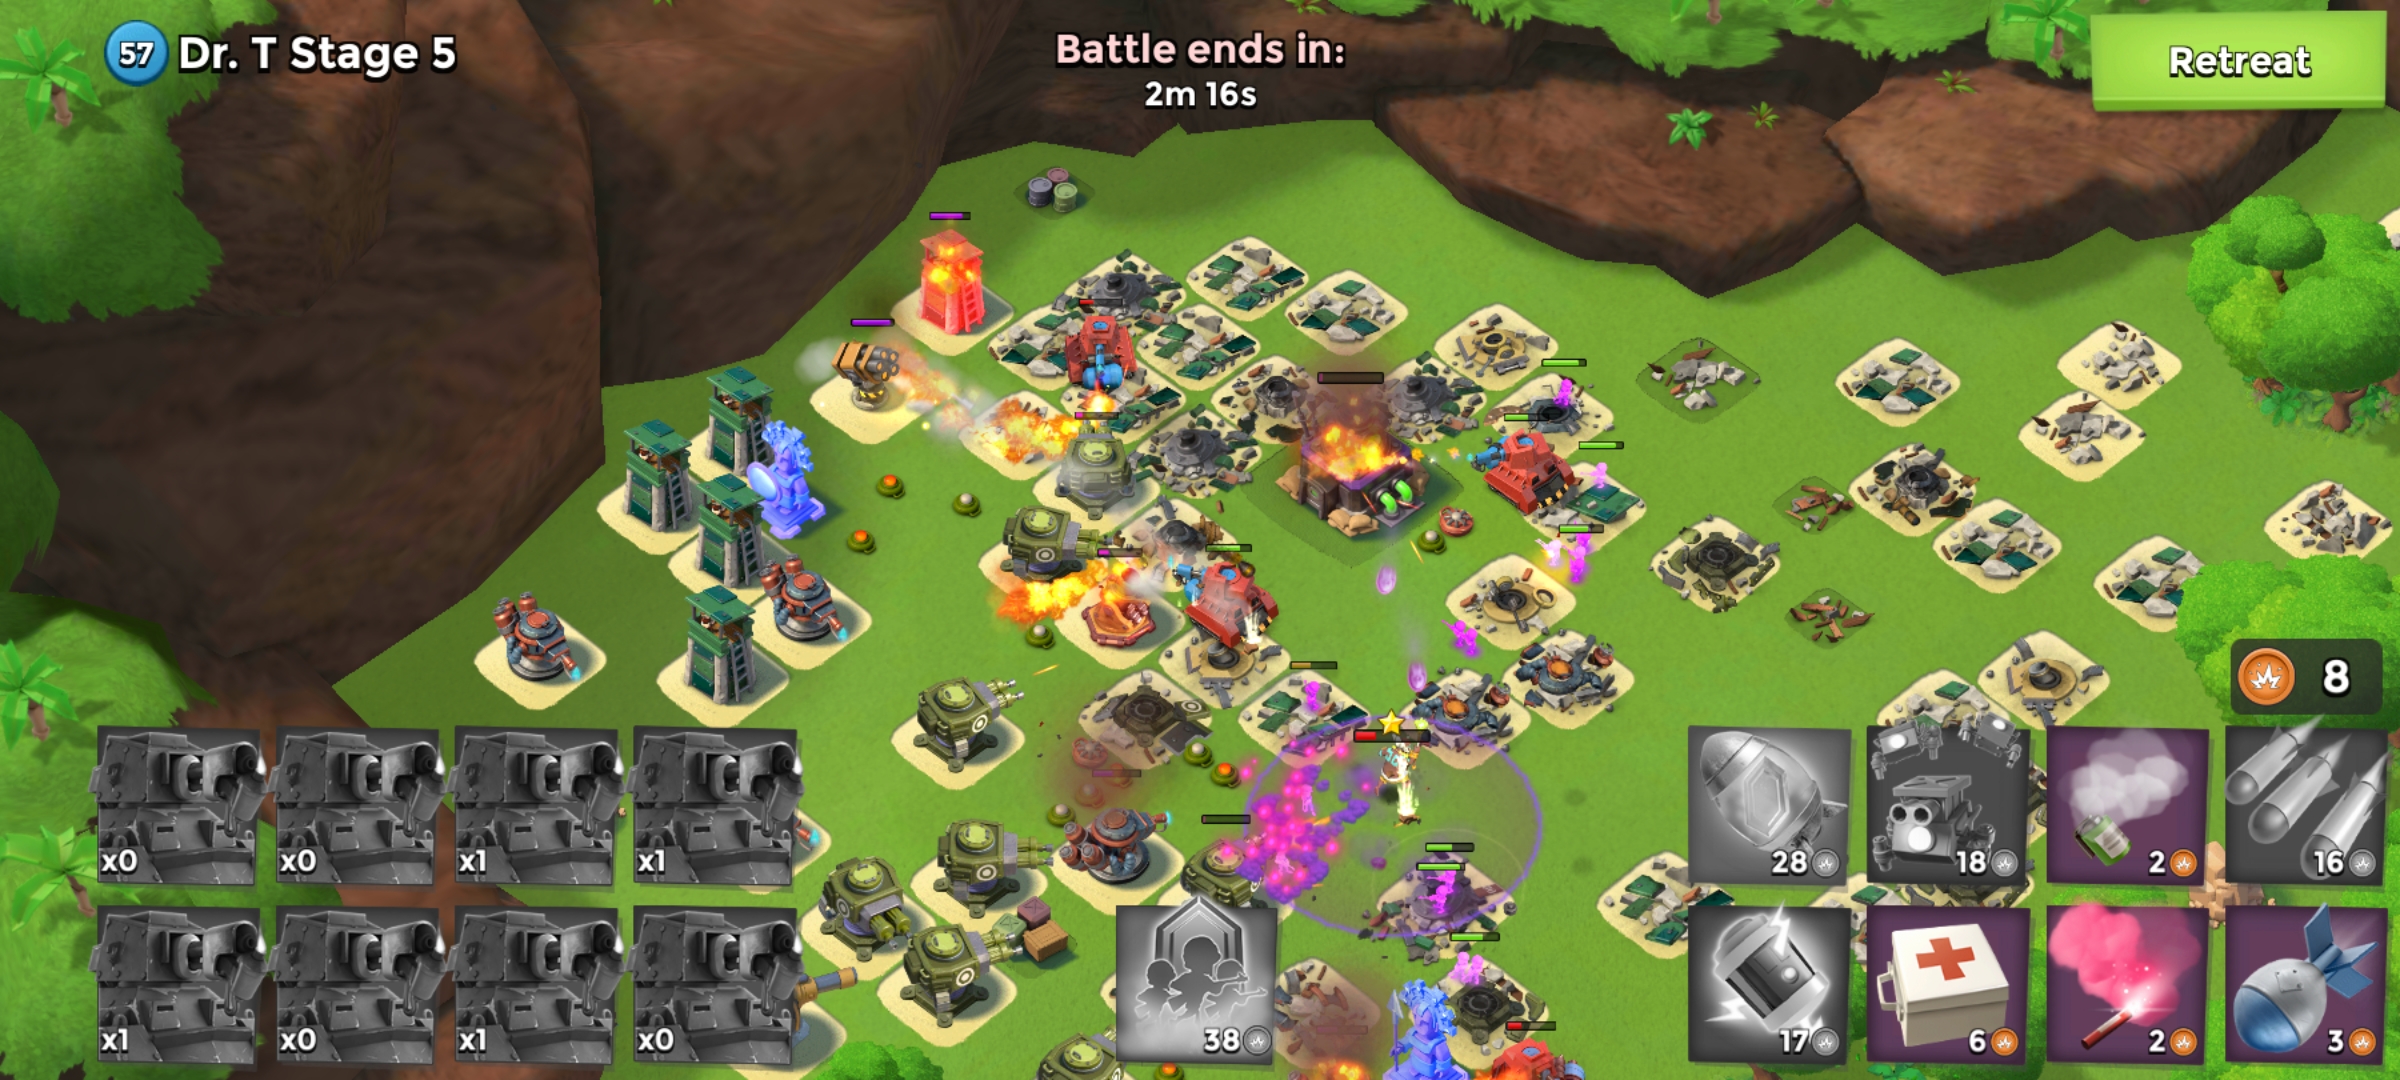 57 Dr. T Stage 5
Battle ends in:
2m 16s
Retreat
8
x0 x0 x1 x1
28 18 2 16
x1 x0 x1 x0
38
17 6 2 3